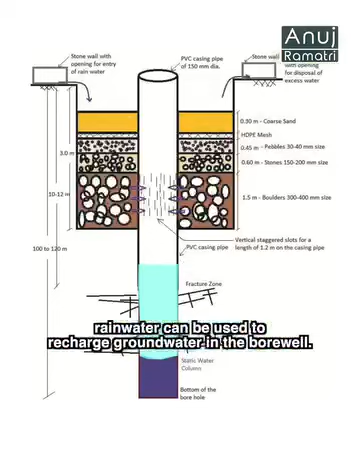 Anuj
Ramatri
Stone wall with
opening for entry
of rain water
PVC casing pipe
of 150 mm dia.
Stone wall
with opening
for disposal of
excess water
0.30 m - Coarse Sand
HDPE Mesh
0.45 m - Pebbles 30-40 mm size
0.60 m - Stones 150-200 mm size
3.0 m
10-12 m
1.5 m - Boulders 300-400 mm size
Vertical staggered slots for a
length of 1.2 m on the casing pipe
PVC casing pipe
100 to 120 m
Fracture Zone
rainwater can be used to
recharge groundwater in the borewell.
Static Water
Column
Bottom of the
bore hole